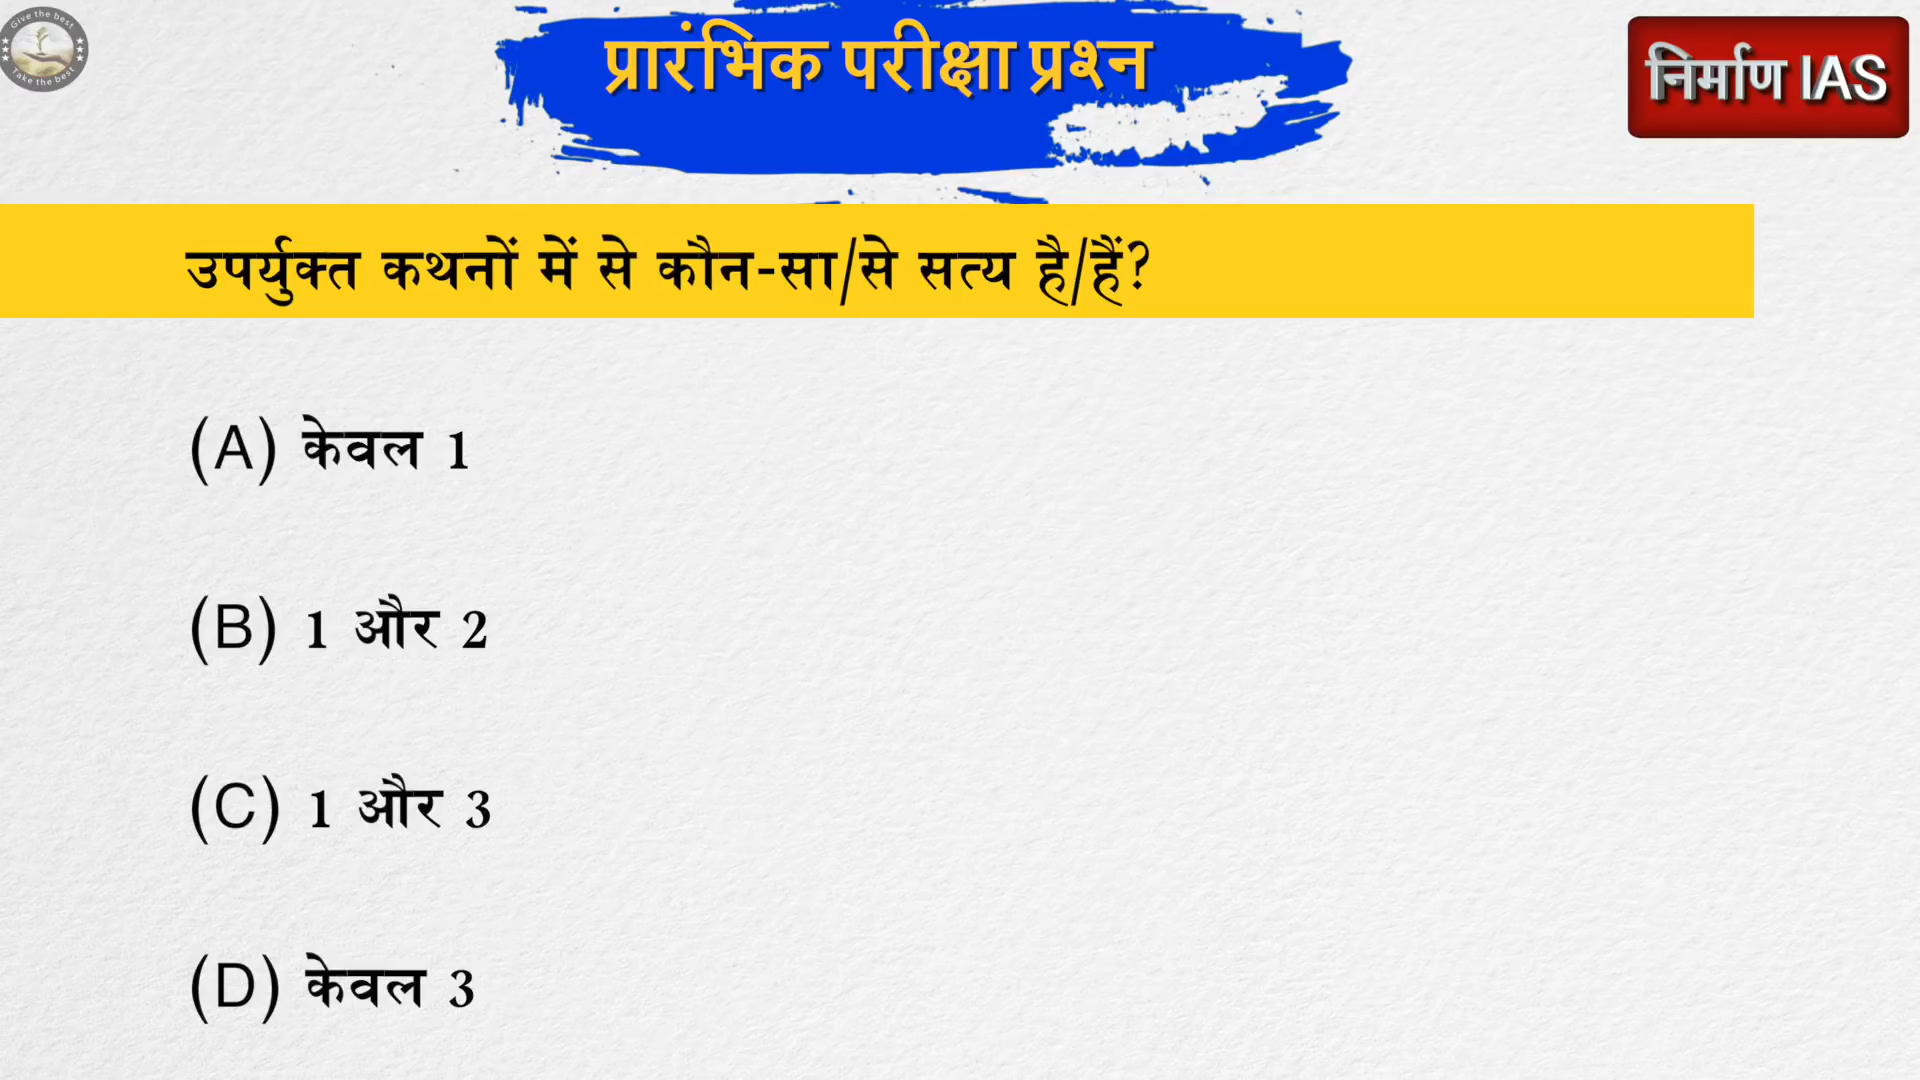 Give the best
Take the best
प्रारंभिक परीक्षा प्रश्न
निर्माण IAS
उपर्युक्त कथनों में से कौन-सा/से सत्य है/हैं?
(A) केवल 1
(B) 1 और 2
(C) 1 और 3
(D) केवल 3